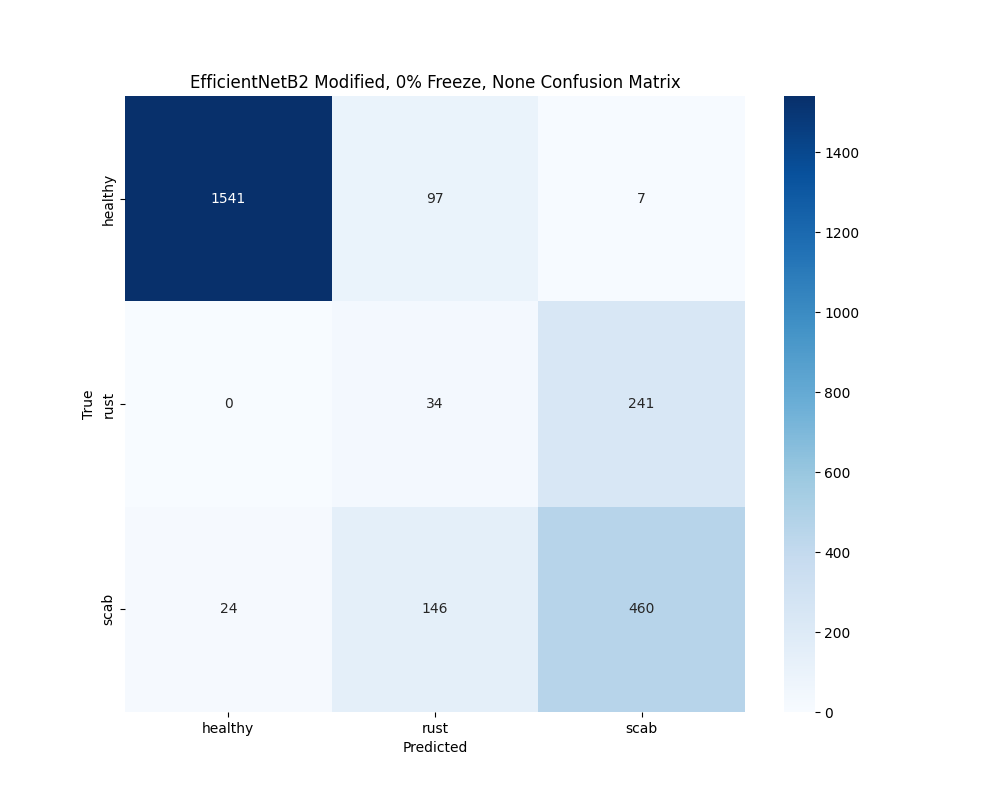 EfficientNetB2 Modified, 0% Freeze, None Confusion Matrix
healthy
1541
97
7
True
rust
0
34
241
scab
24
146
460
healthy
rust
scab
Predicted
1400
1200
1000
800
600
400
200
0